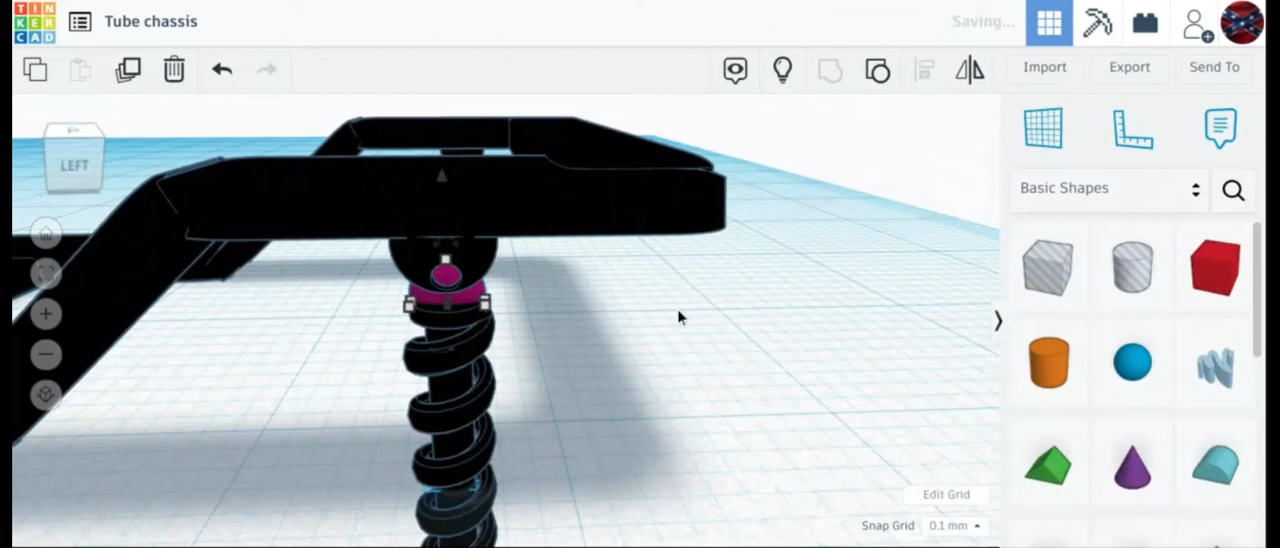 TIN
KER
CAD
Tube chassis
Saving...
Import
Export
Send To
LEFT
Basic Shapes
Edit Grid
Snap Grid
0.1 mm